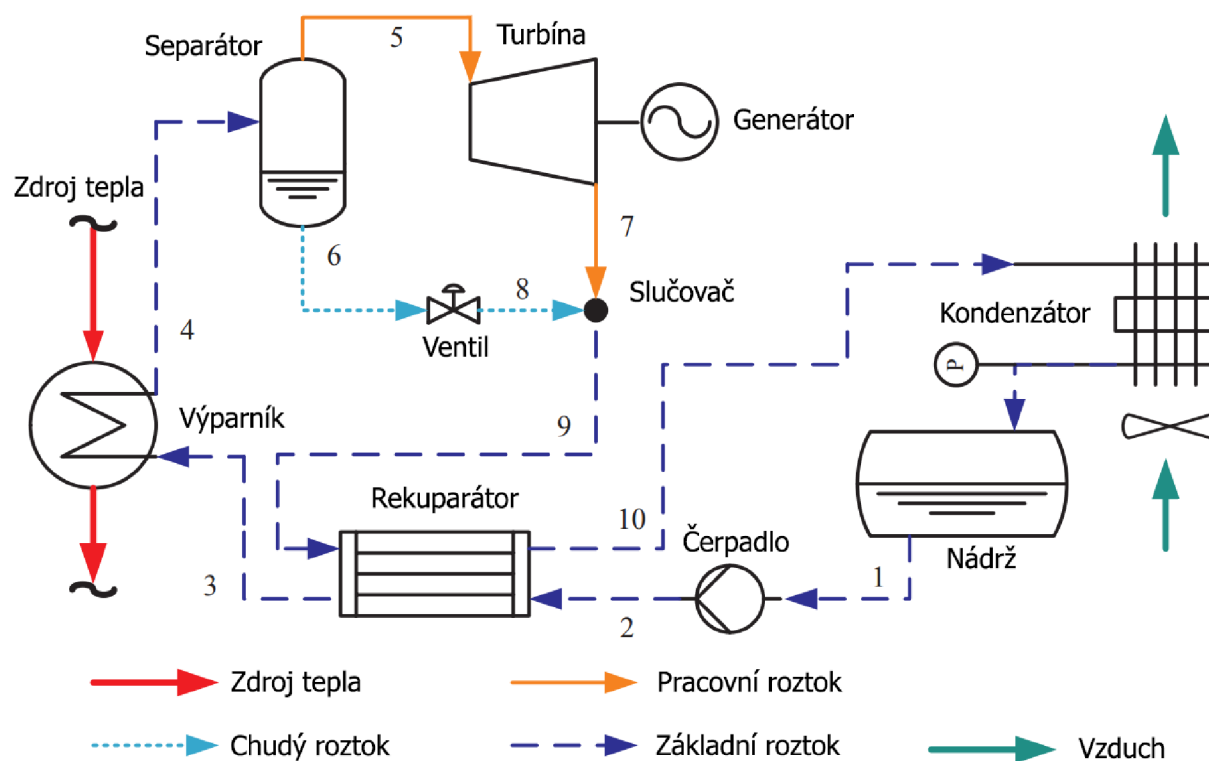 5
Turbína
Separátor
Generátor
Zdroj tepla
7
6
8
Slučovač
4
Ventil
Kondenzátor
P
Výparník
9
Rekuparátor
10
Čerpadlo
Nádrž
3
1
2
Zdroj tepla
Pracovní roztok
Chudý roztok
Základní roztok
Vzduch